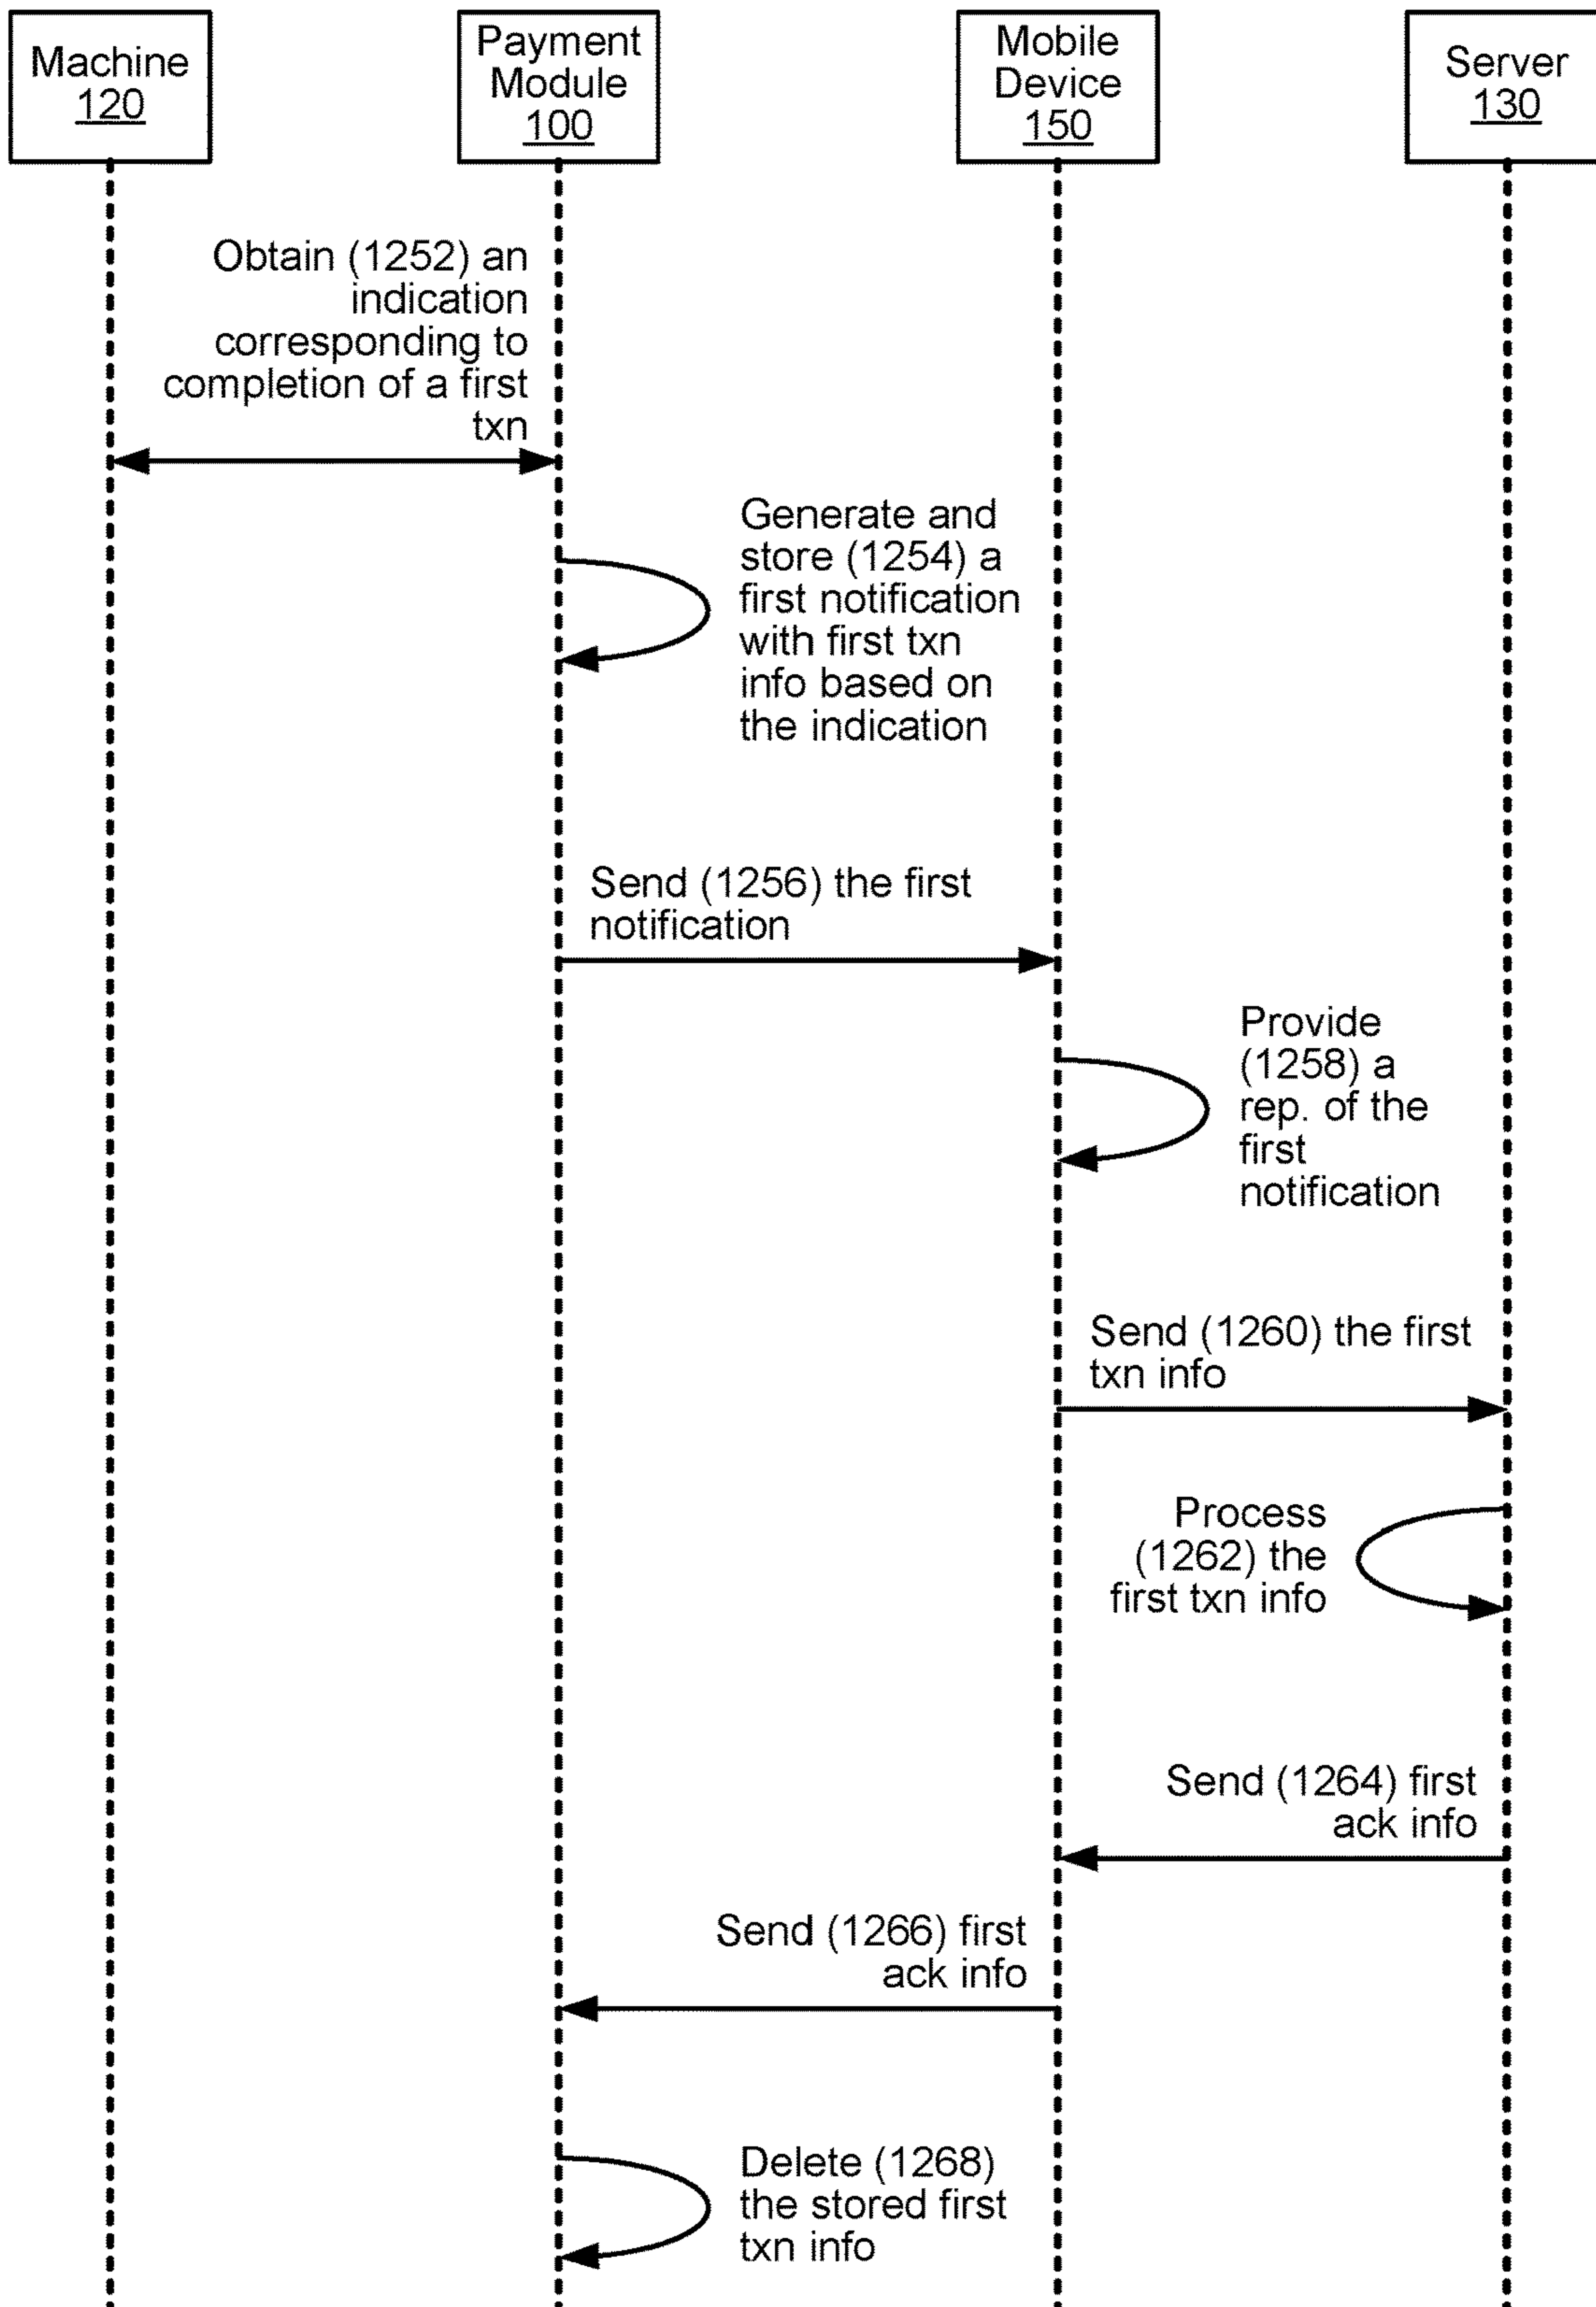 Machine
120
Payment
Module
100
Mobile
Device
150
Server
130
Obtain (1252) an
indication
corresponding to
completion of a first
txn
Generate and
store (1254) a
first notification
with first txn
info based on
the indication
Send (1256) the first
notification
Provide
(1258) a
rep. of the
first
notification
Send (1260) the first
txn info
Process
(1262) the
first txn info
Send (1264) first
ack info
Send (1266) first
ack info
Delete (1268)
the stored first
txn info